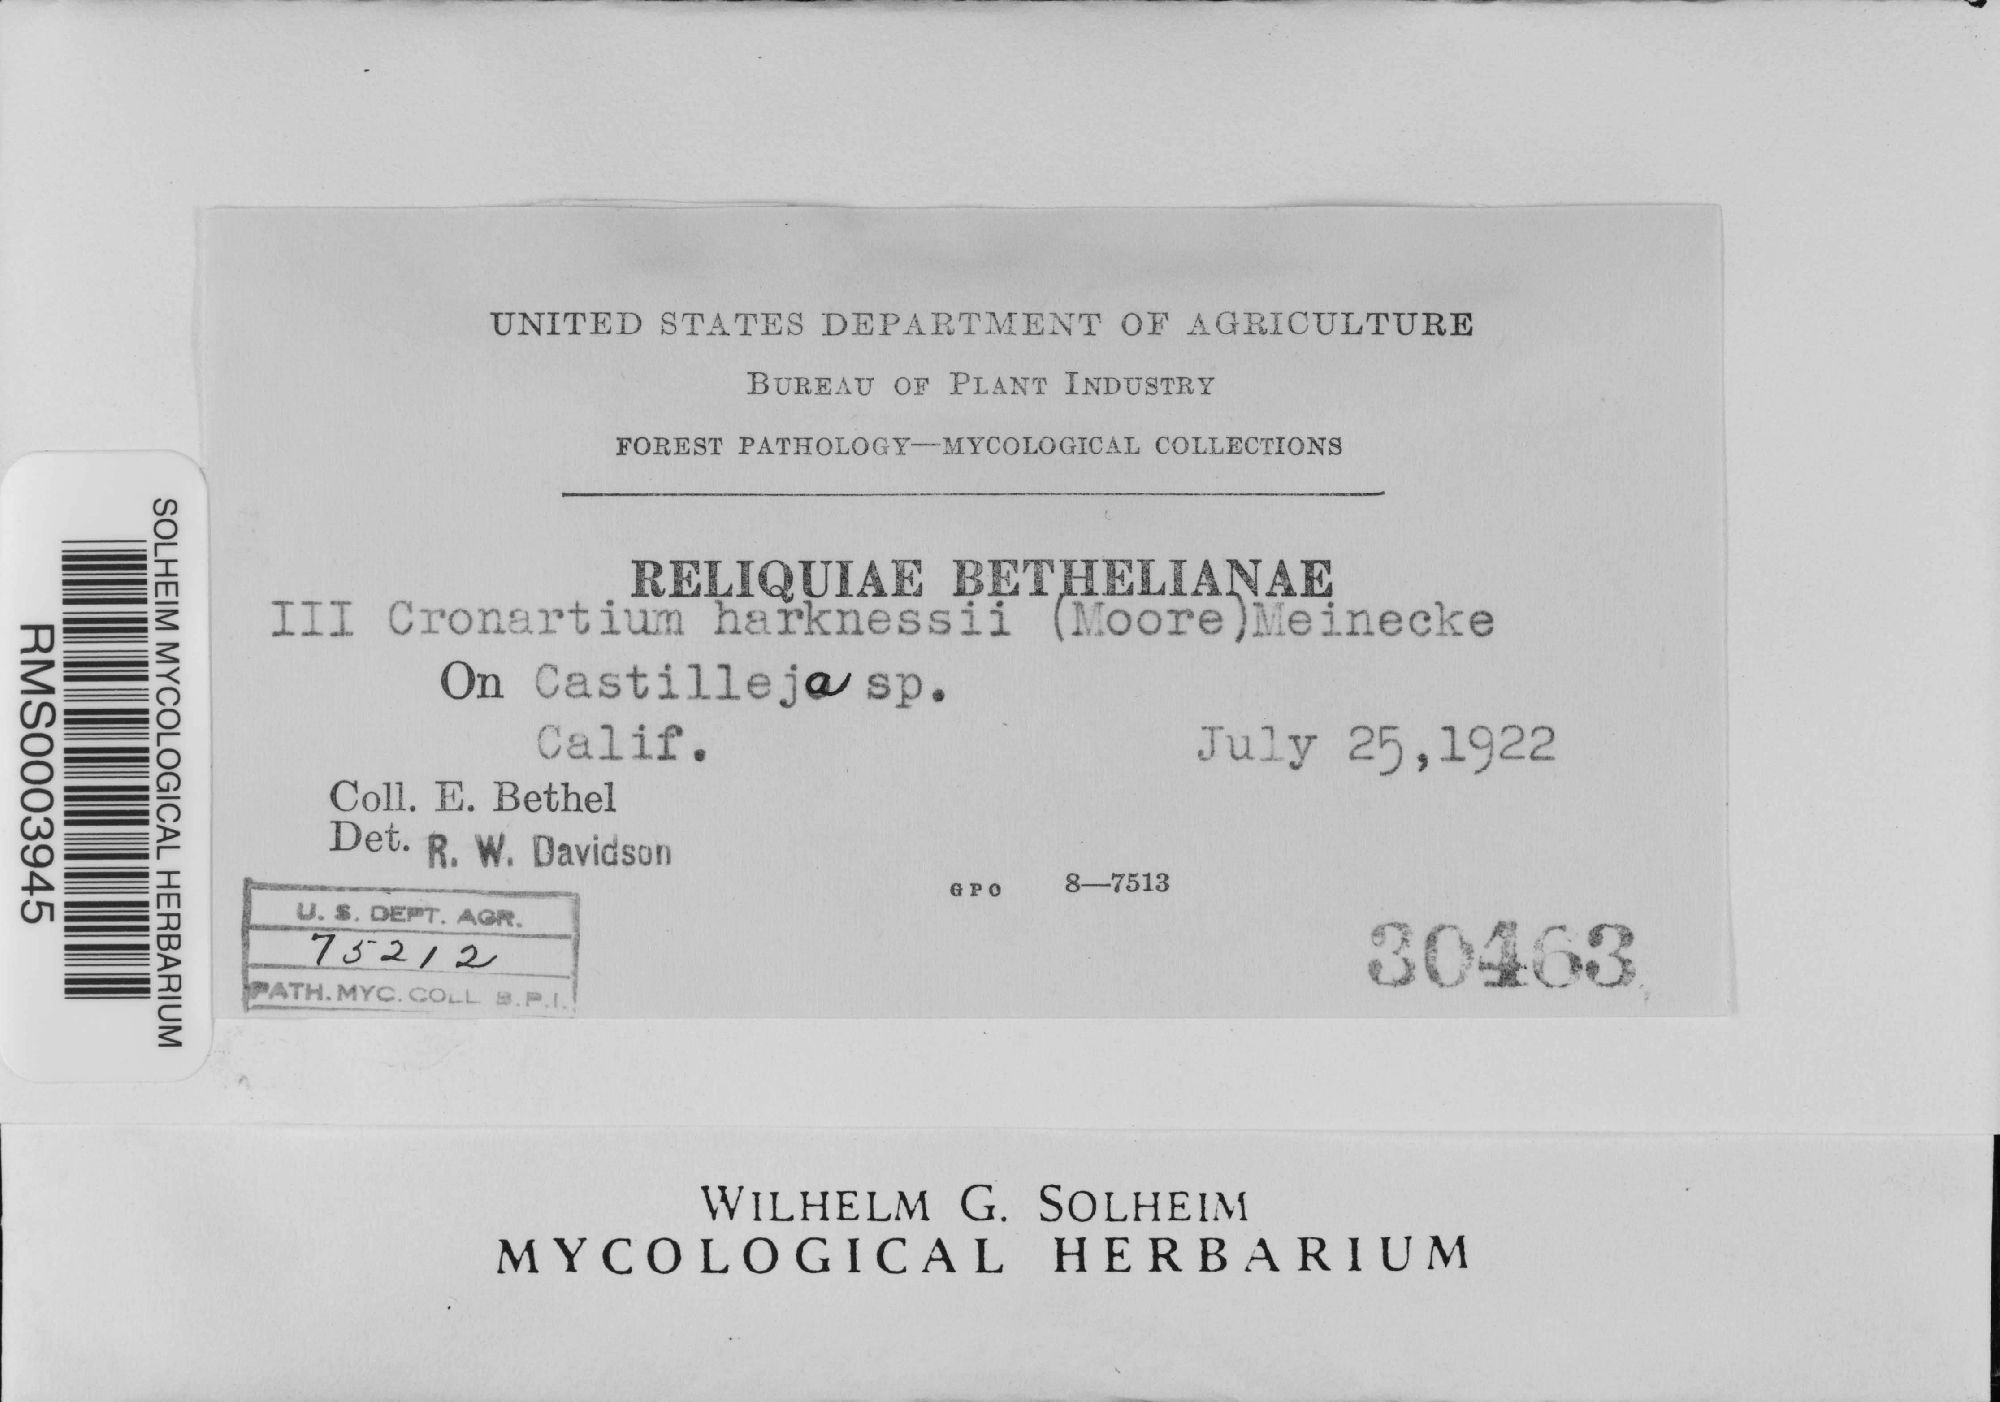 UNITED STATES DEPARTMENT OF AGRICULTURE
BUREAU OF PLANT INDUSTRY
FOREST PATHOLOGY—MYCOLOGICAL COLLECTIONS
RELIQUIAE BETHELIANAE
III Cronartium harknessii (Moore)Meinecke
On Castilleja sp.
Calif. July 25,1922
Coll. E. Bethel
Det. R. W. Davidson
GPO 8—7513
U. S. DEPT. AGR.
75212
PATH. MYC. COLL B.P.I.
30463
SOLHEIM MYCOLOGICAL HERBARIUM
RMS0003945
WILHELM G. SOLHEIM
MYCOLOGICAL HERBARIUM